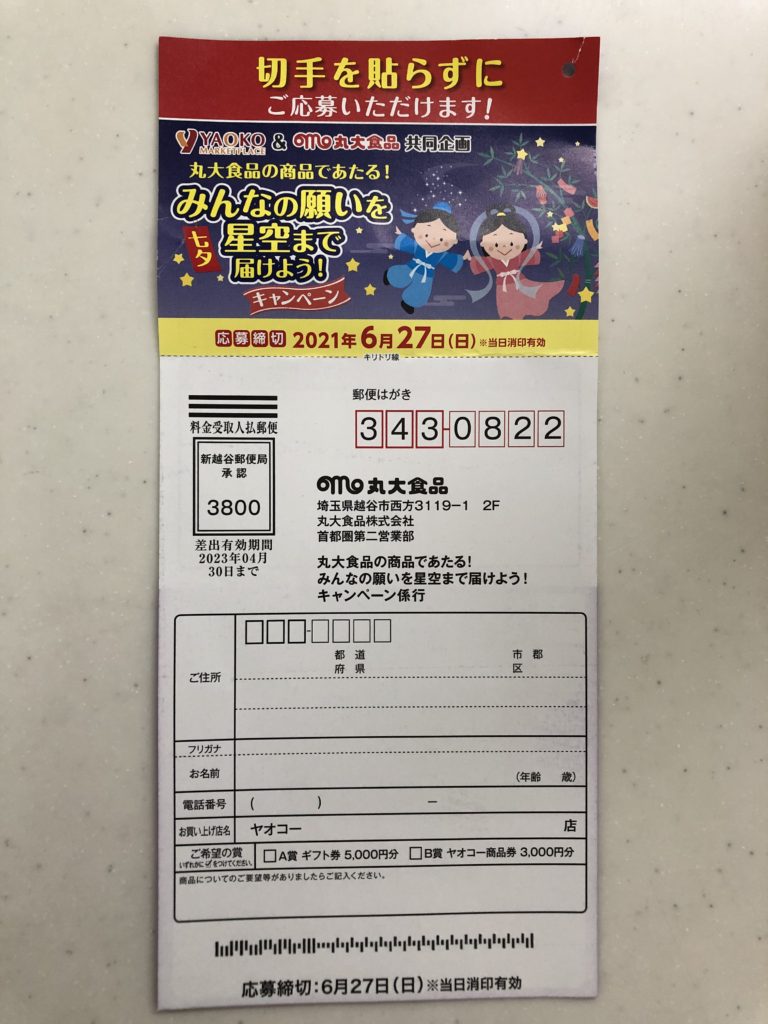 切手を貼らずに
ご応募いただけます!
YAOKO MARKETPLACE & 丸大食品 共同企画
丸大食品の商品であたる!
みんなの願いを
七夕 星空まで
届けよう!
キャンペーン
応募締切 2021年6月27日(日) ※当日消印有効
キリトリ線
郵便はがき
343-0822
料金受取人払郵便
新越谷郵便局
承認
3800
差出有効期間
2023年04月
30日まで
丸大食品
埼玉県越谷市西方3119-1 2F
丸大食品株式会社
首都圏第二営業部
丸大食品の商品であたる!
みんなの願いを星空まで届けよう!
キャンペーン係行
ご住所
都 道 市 郡
府 県 区
フリガナ
お名前 (年齢 歳)
電話番号 ( ) −
お買い上げ店名 ヤオコー 店
ご希望の賞 □A賞 ギフト券 5,000円分 □B賞 ヤオコー商品券 3,000円分
いずれかに✓をつけてください。
商品についてのご要望等がありましたらご記入ください。
応募締切:6月27日(日)※当日消印有効